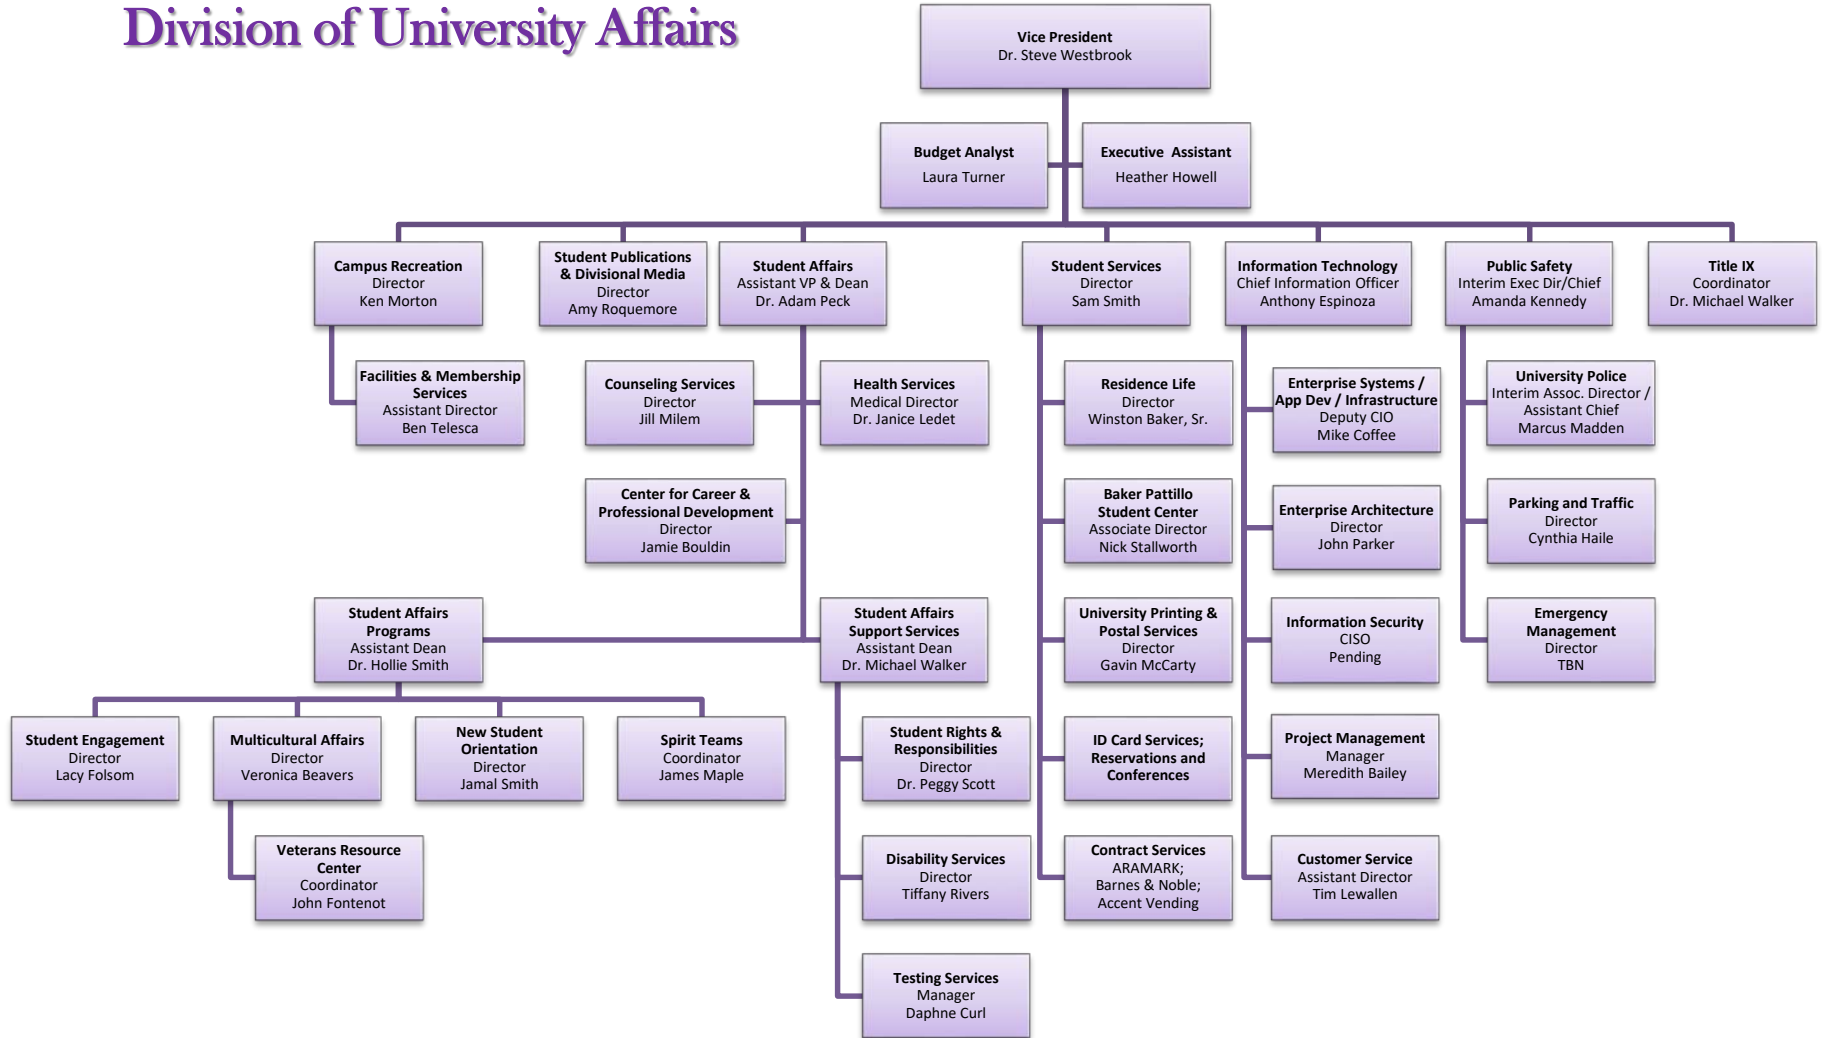 Division of University Affairs
Vice President
Dr. Steve Westbrook
Budget Analyst
Laura Turner
Executive Assistant
Heather Howell
Campus Recreation
Director
Ken Morton
Student Publications
& Divisional Media
Director
Amy Roquemore
Student Affairs
Assistant VP & Dean
Dr. Adam Peck
Student Services
Director
Sam Smith
Information Technology
Chief Information Officer
Anthony Espinoza
Public Safety
Interim Exec Dir/Chief
Amanda Kennedy
Title IX
Coordinator
Dr. Michael Walker
Facilities & Membership
Services
Assistant Director
Ben Telesca
Counseling Services
Director
Jill Milem
Health Services
Medical Director
Dr. Janice Ledet
Residence Life
Director
Winston Baker, Sr.
Enterprise Systems /
App Dev / Infrastructure
Deputy CIO
Mike Coffee
University Police
Interim Assoc. Director /
Assistant Chief
Marcus Madden
Center for Career &
Professional Development
Director
Jamie Bouldin
Baker Pattillo
Student Center
Associate Director
Nick Stallworth
Enterprise Architecture
Director
John Parker
Parking and Traffic
Director
Cynthia Haile
Student Affairs
Programs
Assistant Dean
Dr. Hollie Smith
Student Affairs
Support Services
Assistant Dean
Dr. Michael Walker
University Printing &
Postal Services
Director
Gavin McCarty
Information Security
CISO
Pending
Emergency
Management
Director
TBN
Student Engagement
Director
Lacy Folsom
Multicultural Affairs
Director
Veronica Beavers
New Student
Orientation
Director
Jamal Smith
Spirit Teams
Coordinator
James Maple
Student Rights &
Responsibilities
Director
Dr. Peggy Scott
ID Card Services;
Reservations and
Conferences
Project Management
Manager
Meredith Bailey
Veterans Resource
Center
Coordinator
John Fontenot
Disability Services
Director
Tiffany Rivers
Contract Services
ARAMARK;
Barnes & Noble;
Accent Vending
Customer Service
Assistant Director
Tim Lewallen
Testing Services
Manager
Daphne Curl